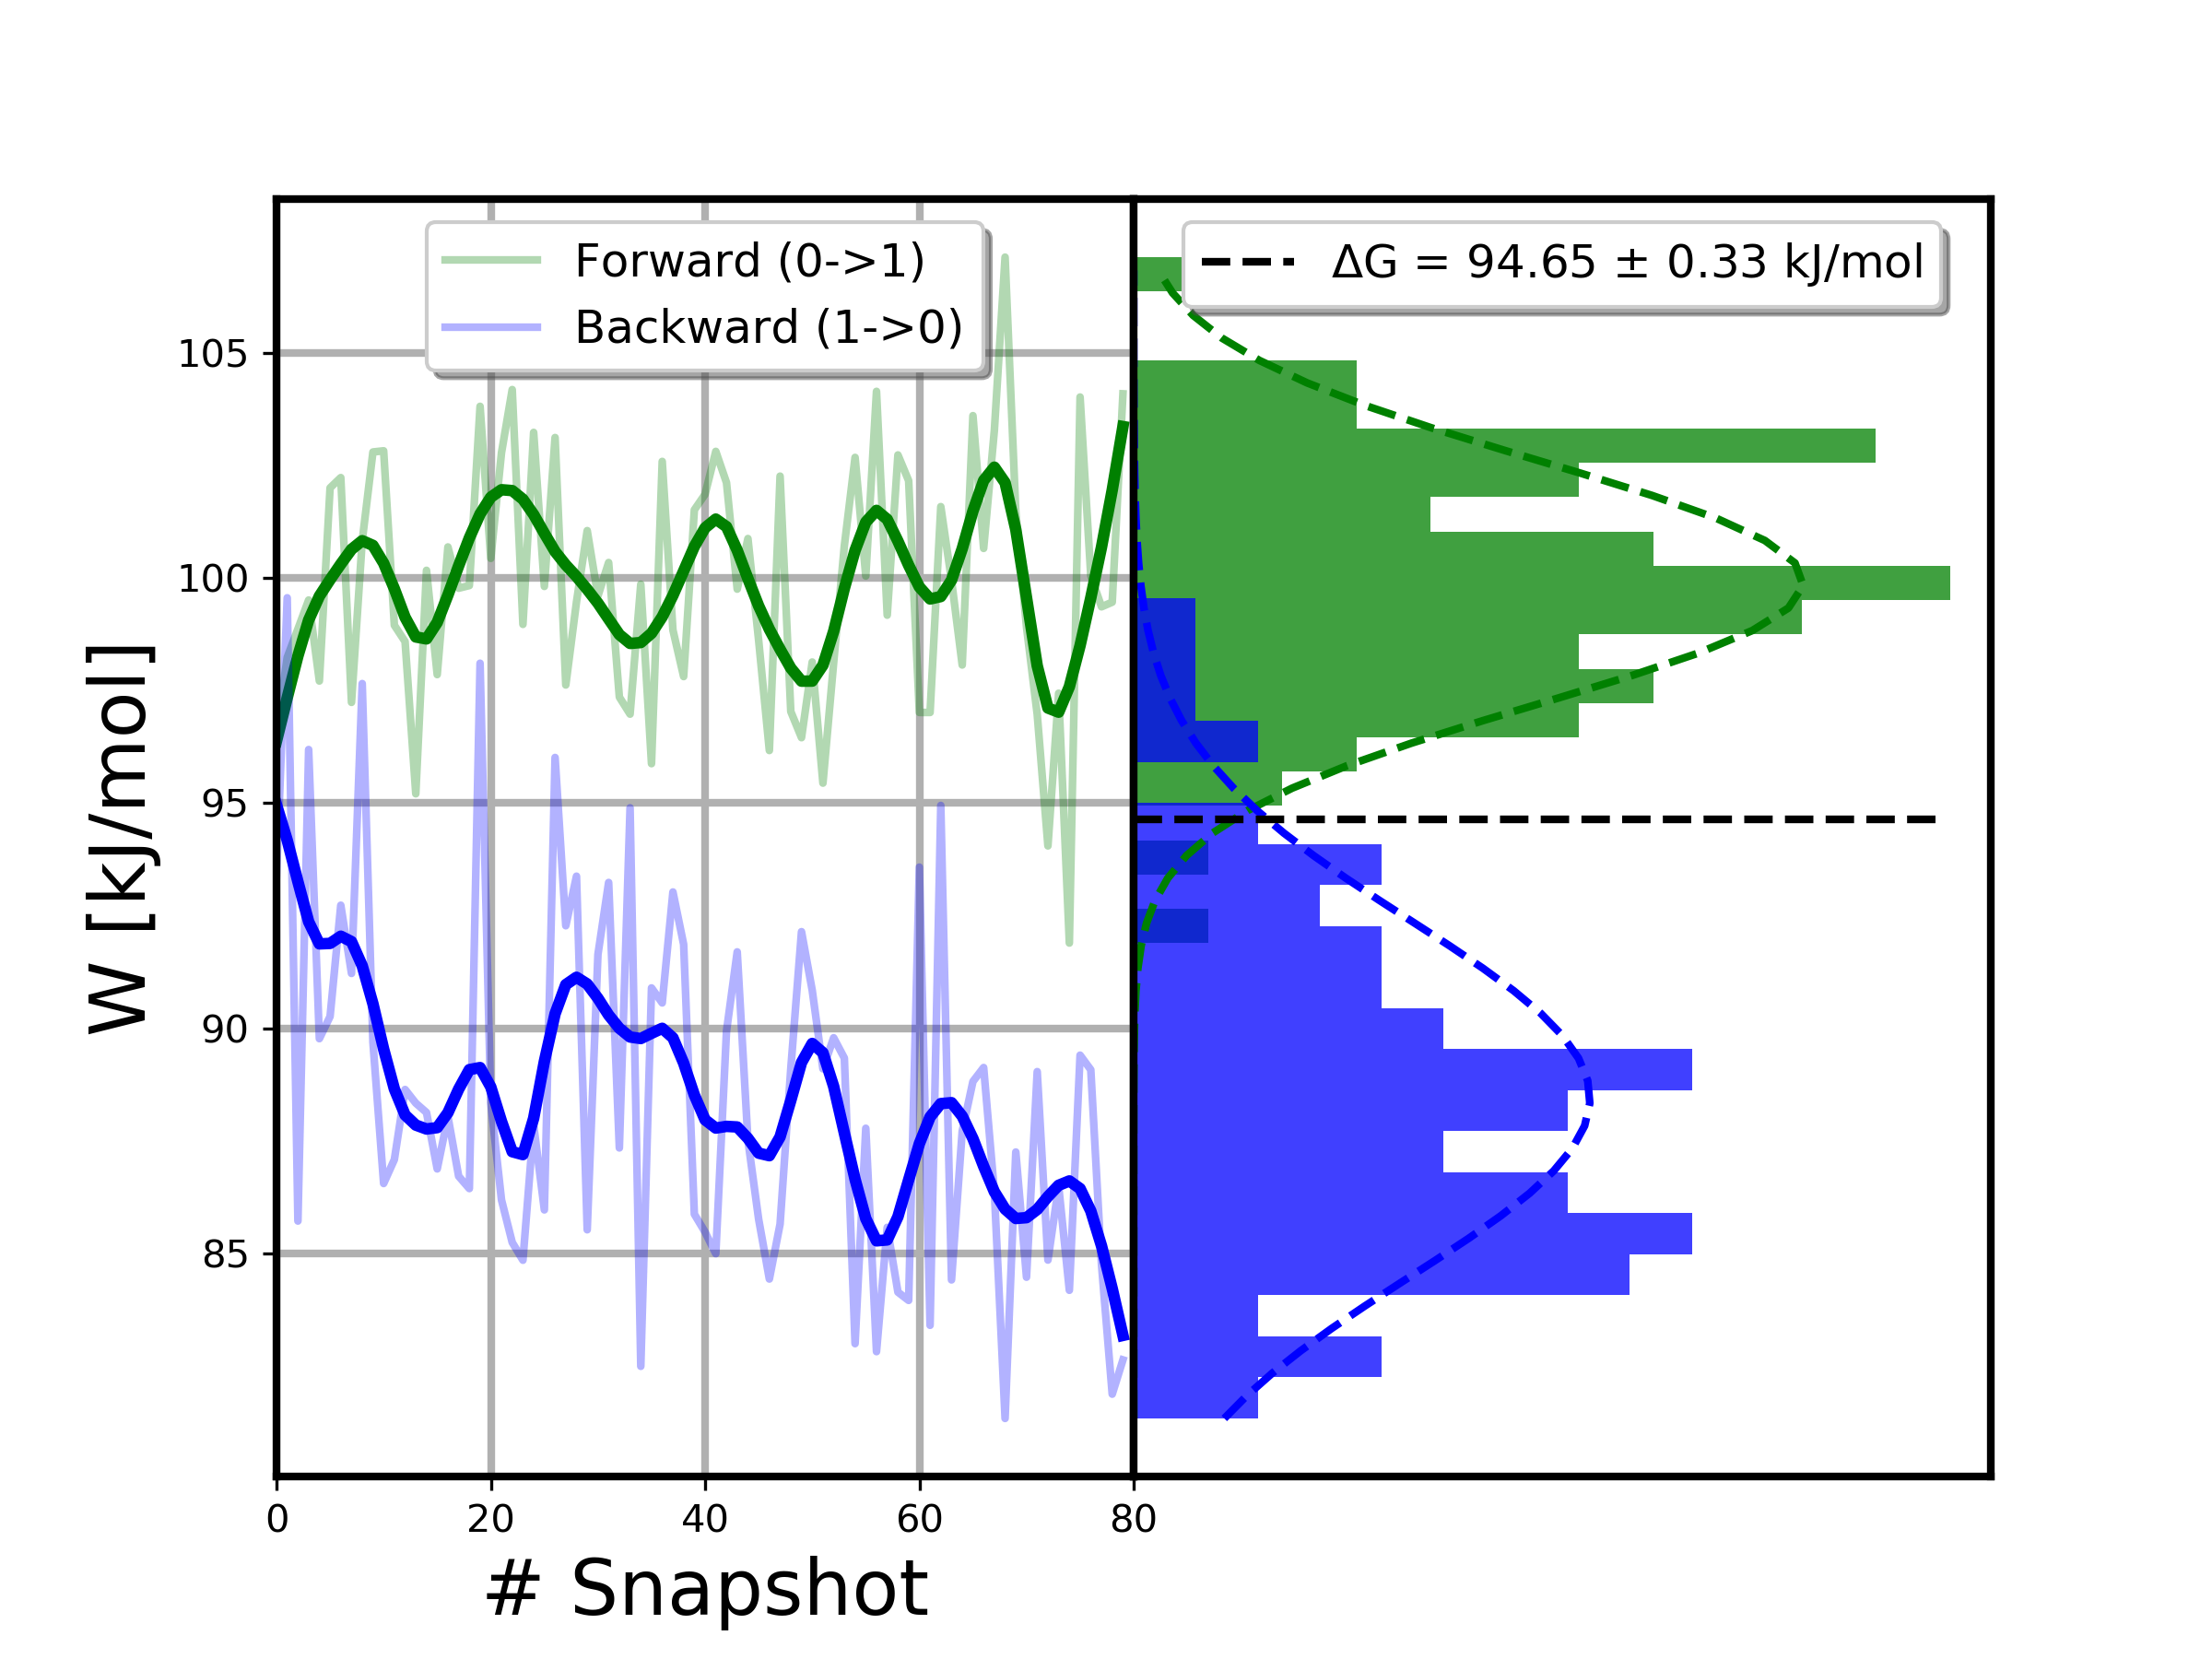 Forward (0->1)
Backward (1->0)
ΔG = 94.65 ± 0.33 kJ/mol
W [kJ/mol]
105
100
95
90
85
0 20 40 60 80
# Snapshot